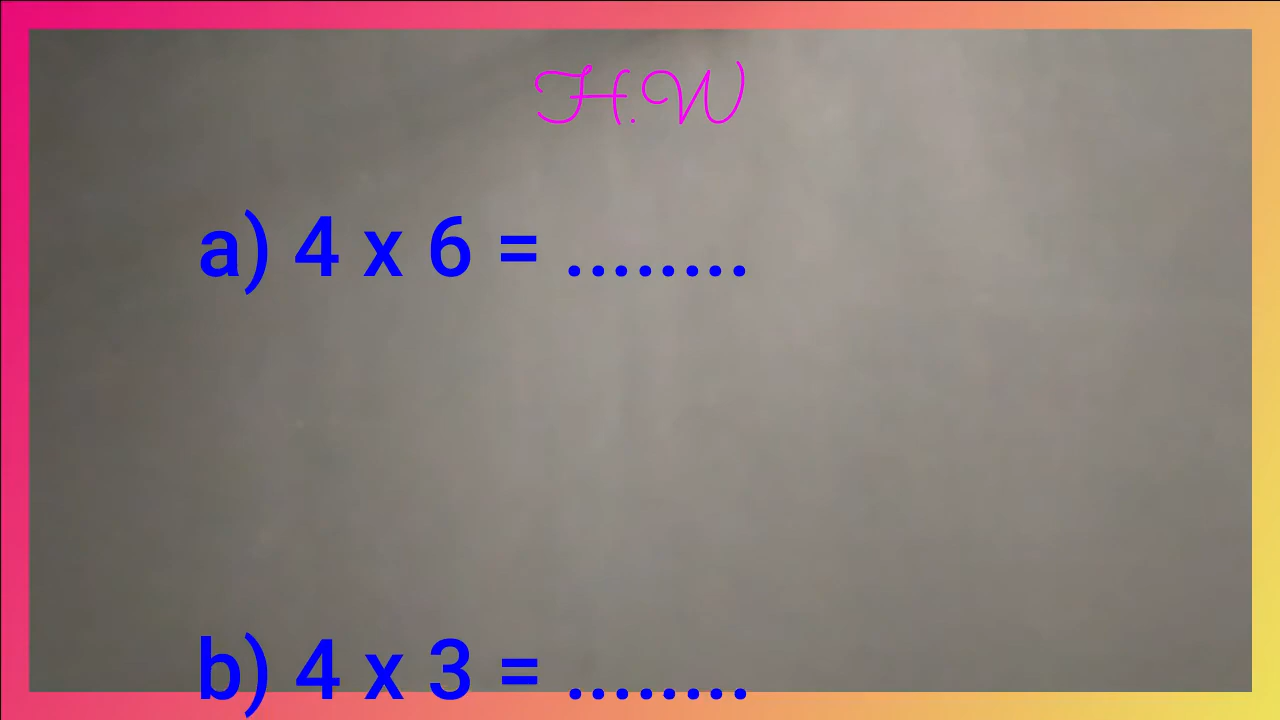 H.W
a) 4 x 6 = ........
b) 4 x 3 = ........